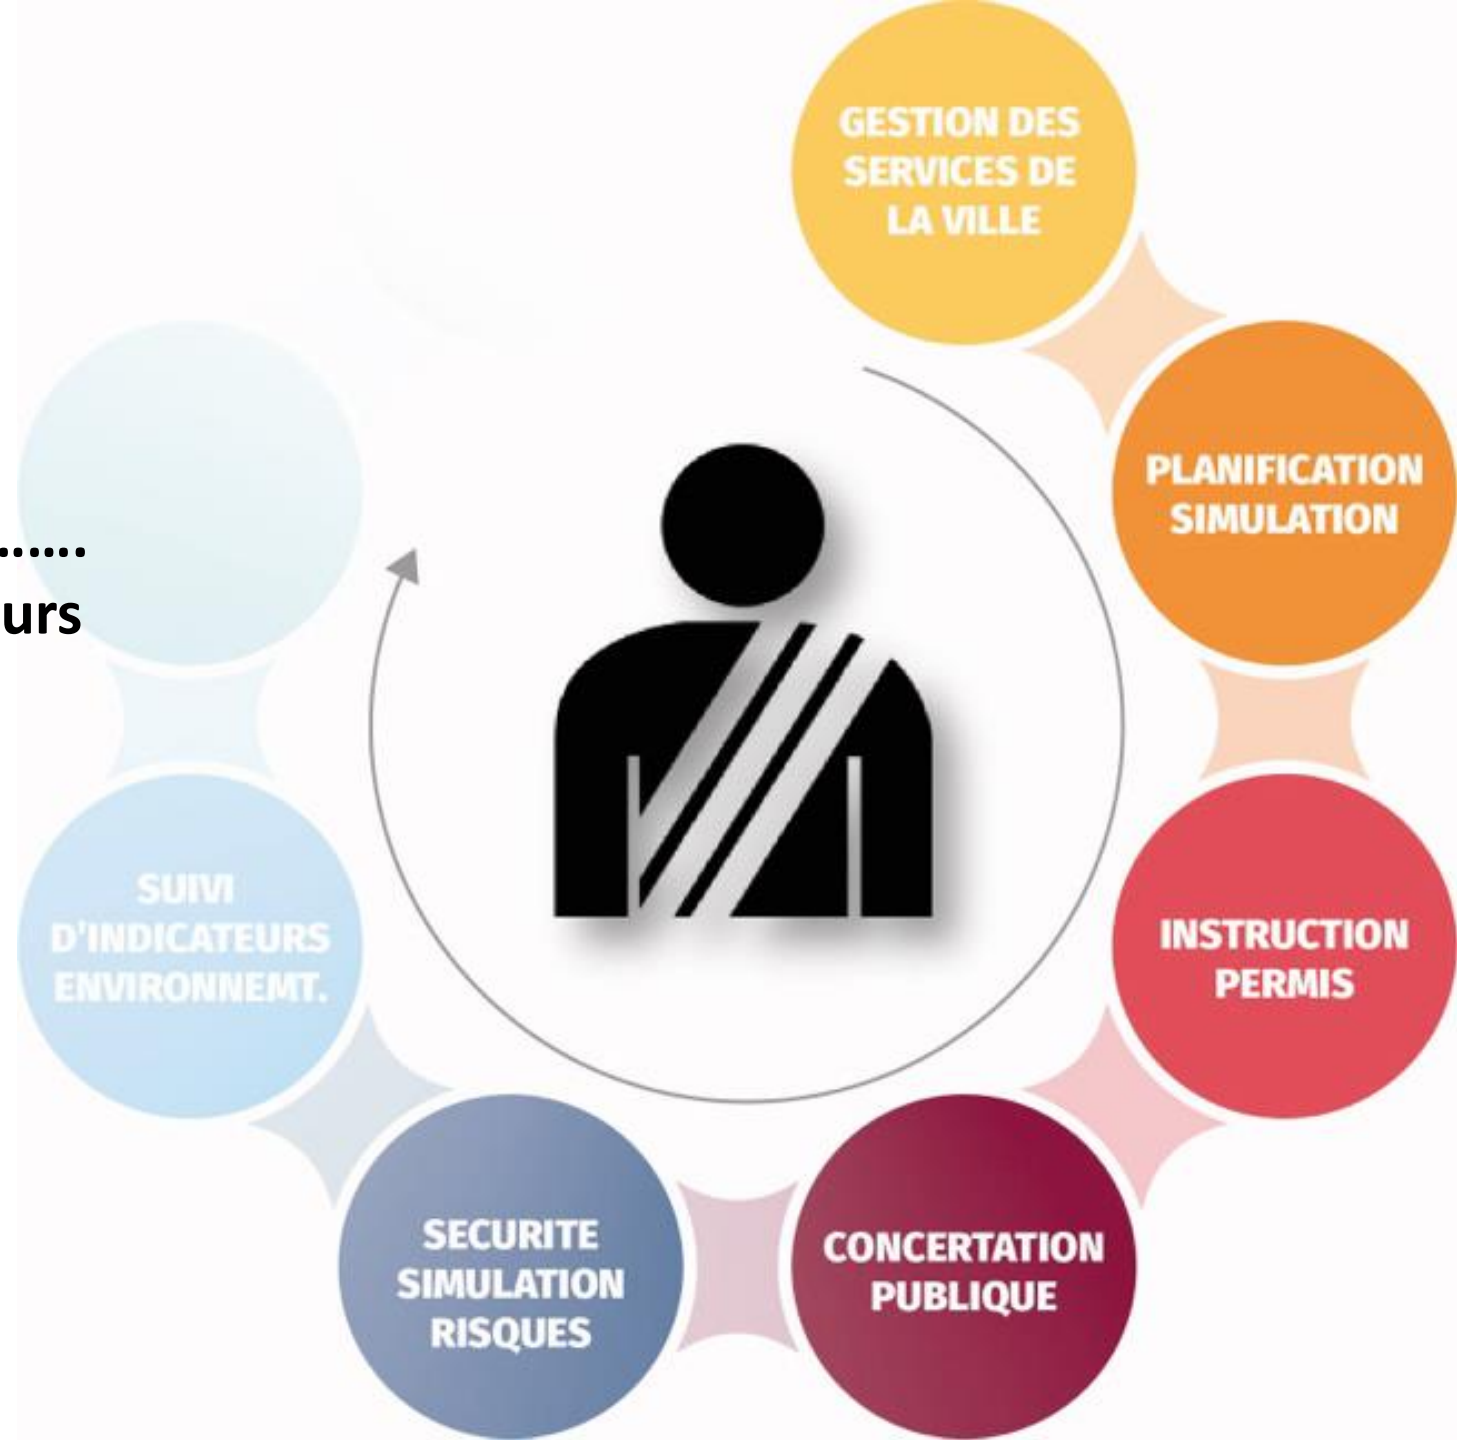 GESTION DES
SERVICES DE
LA VILLE
PLANIFICATION
SIMULATION
INSTRUCTION
PERMIS
CONCERTATION
PUBLIQUE
SECURITE
SIMULATION
RISQUES
SUIVI
D'INDICATEURS
ENVIRONNEMT.
.......
urs